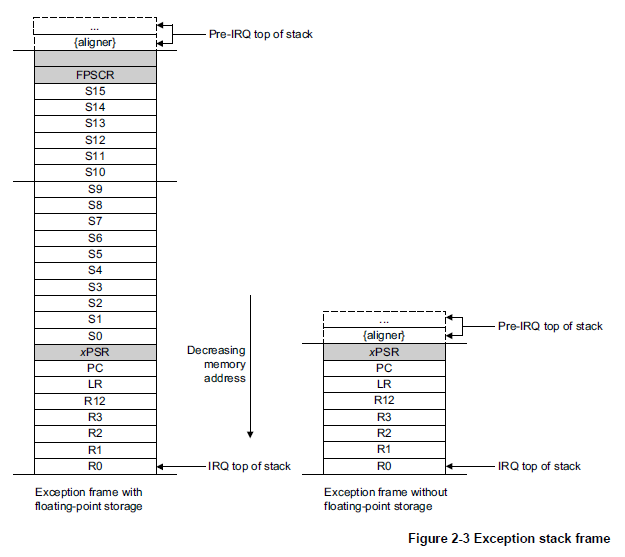 ...
Pre-IRQ top of stack
{aligner}
FPSCR
S15
S14
S13
S12
S11
S10
S9
S8
S7
S6
S5
S4
S3
S2
S1
S0
xPSR
PC
LR
R12
R3
R2
R1
R0
IRQ top of stack
Exception frame with
floating-point storage
Decreasing
memory
address
...
Pre-IRQ top of stack
{aligner}
xPSR
PC
LR
R12
R3
R2
R1
R0
IRQ top of stack
Exception frame without
floating-point storage
Figure 2-3 Exception stack frame